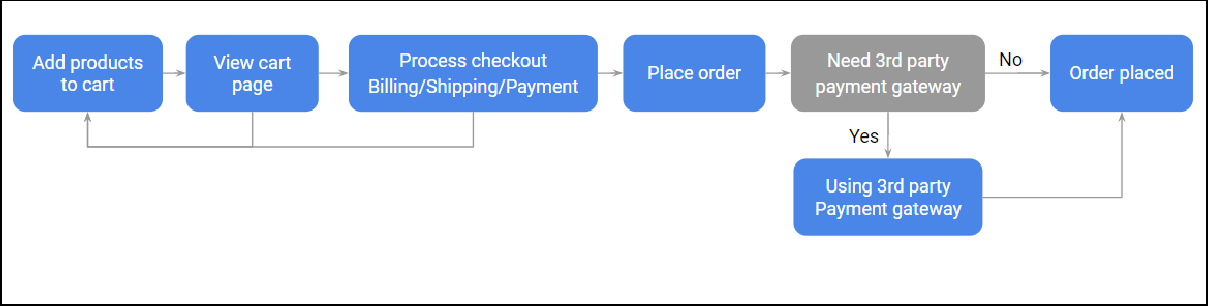 Add products
to cart
View cart
page
Process checkout
Billing/Shipping/Payment
Place order
Need 3rd party
payment gateway
No
Order placed
Yes
Using 3rd party
Payment gateway